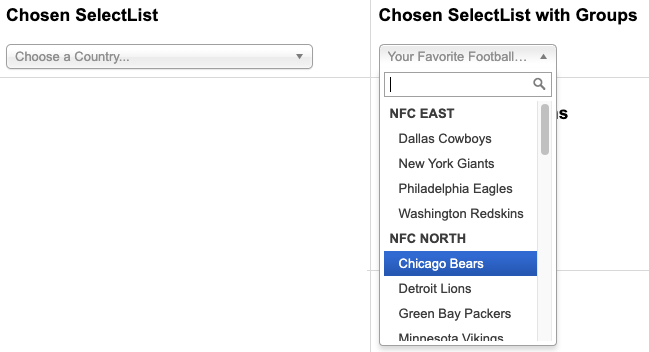 Chosen SelectList
Choose a Country...
Chosen SelectList with Groups
Your Favorite Football…
NFC EAST
Dallas Cowboys
New York Giants
Philadelphia Eagles
Washington Redskins
NFC NORTH
Chicago Bears
Detroit Lions
Green Bay Packers
Minnesota Vikings